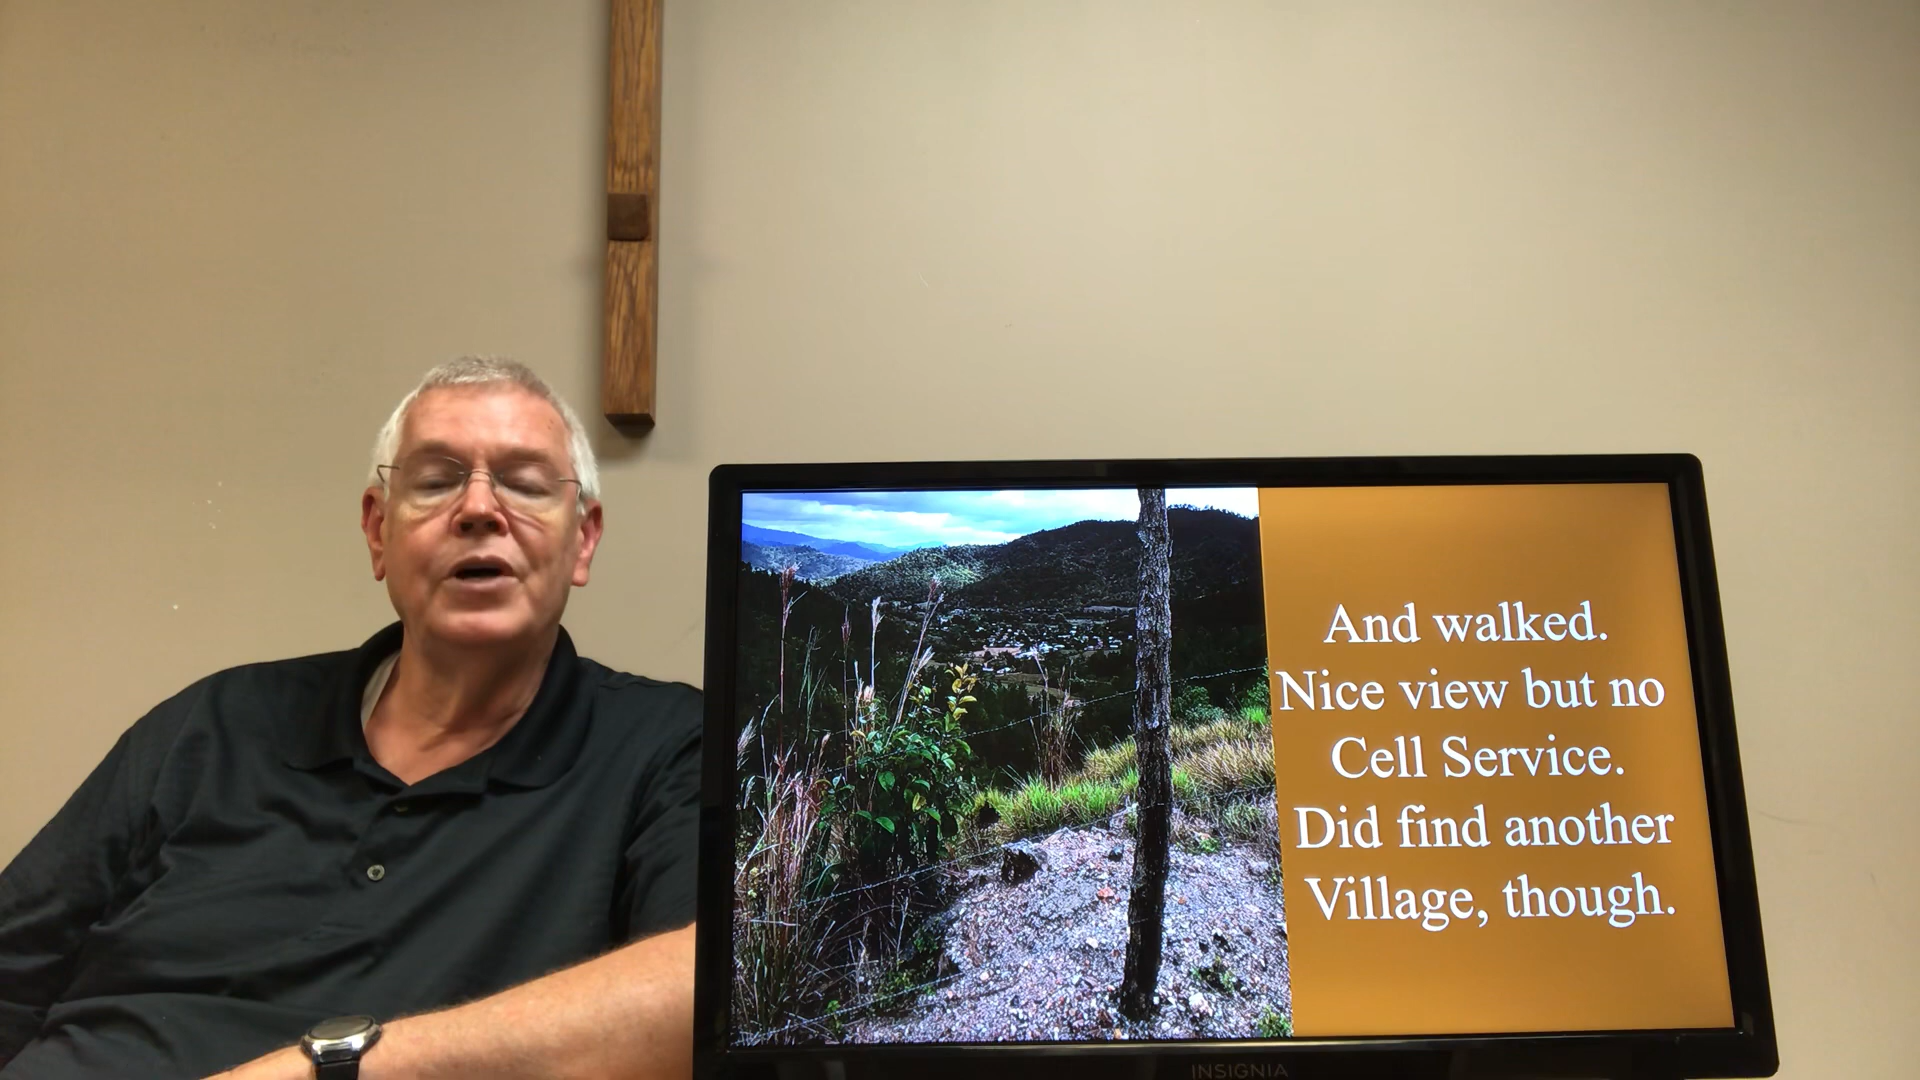 And walked.
Nice view but no
Cell Service.
Did find another
Village, though.
INSIGNIA